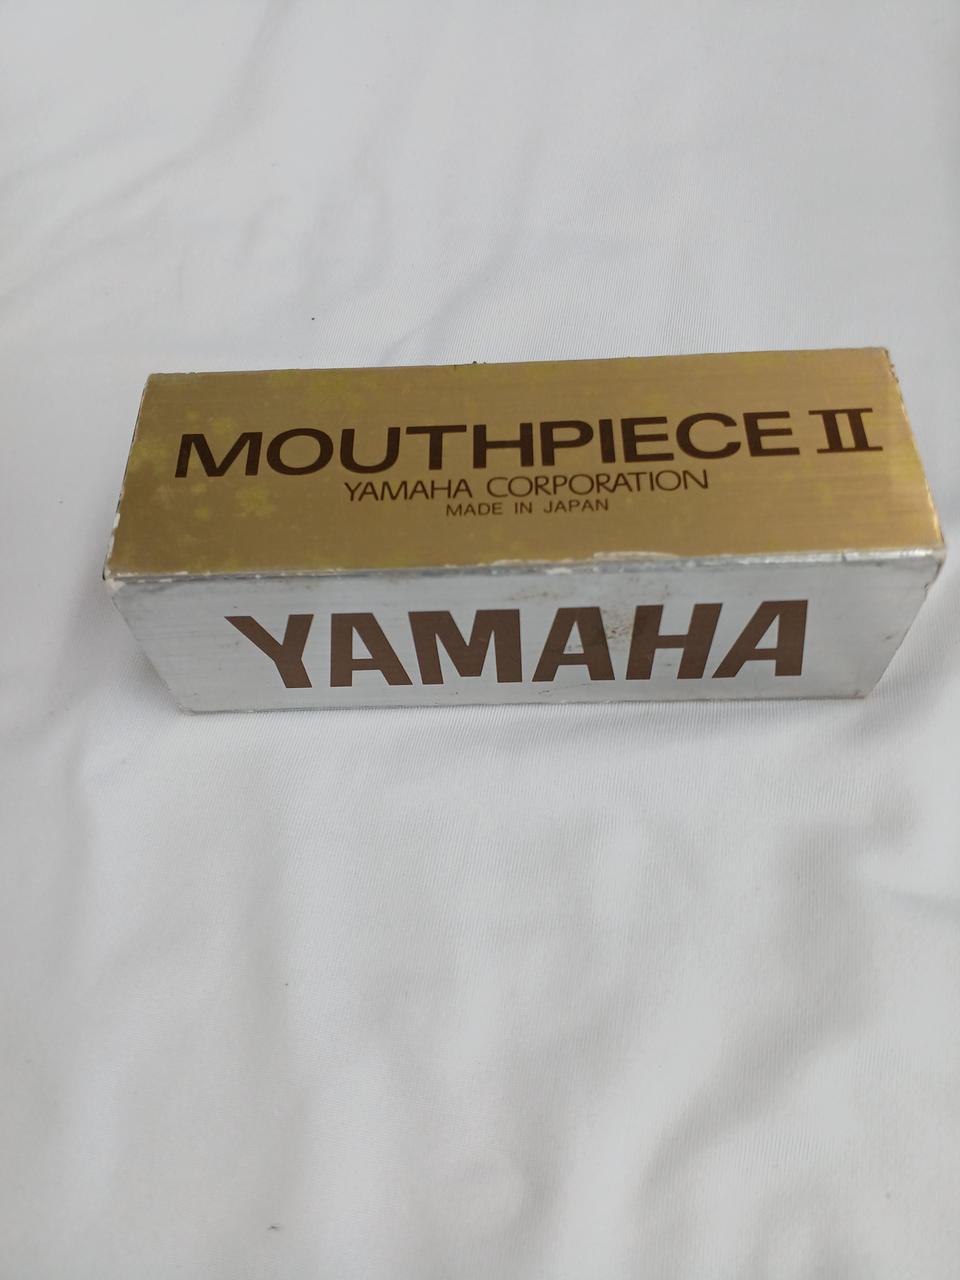 MOUTHPIECE II
YAMAHA CORPORATION
MADE IN JAPAN
YAMAHA